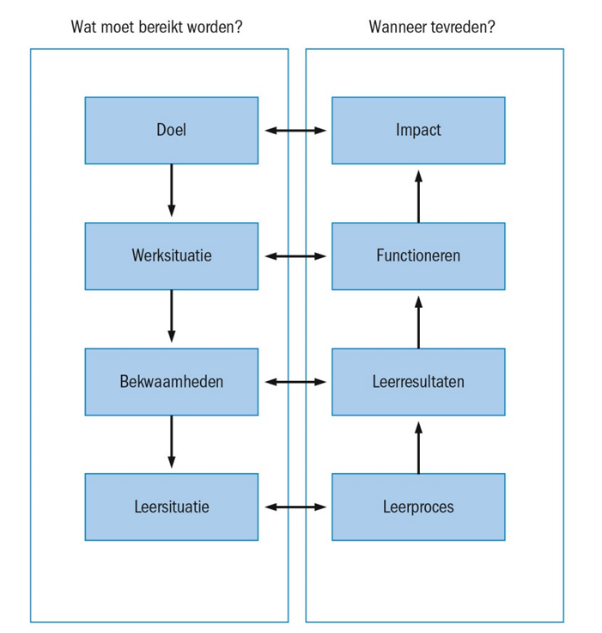 Wat moet bereikt worden?
Wanneer tevreden?
Doel
Impact
Werksituatie
Functioneren
Bekwaamheden
Leerresultaten
Leersituatie
Leerproces